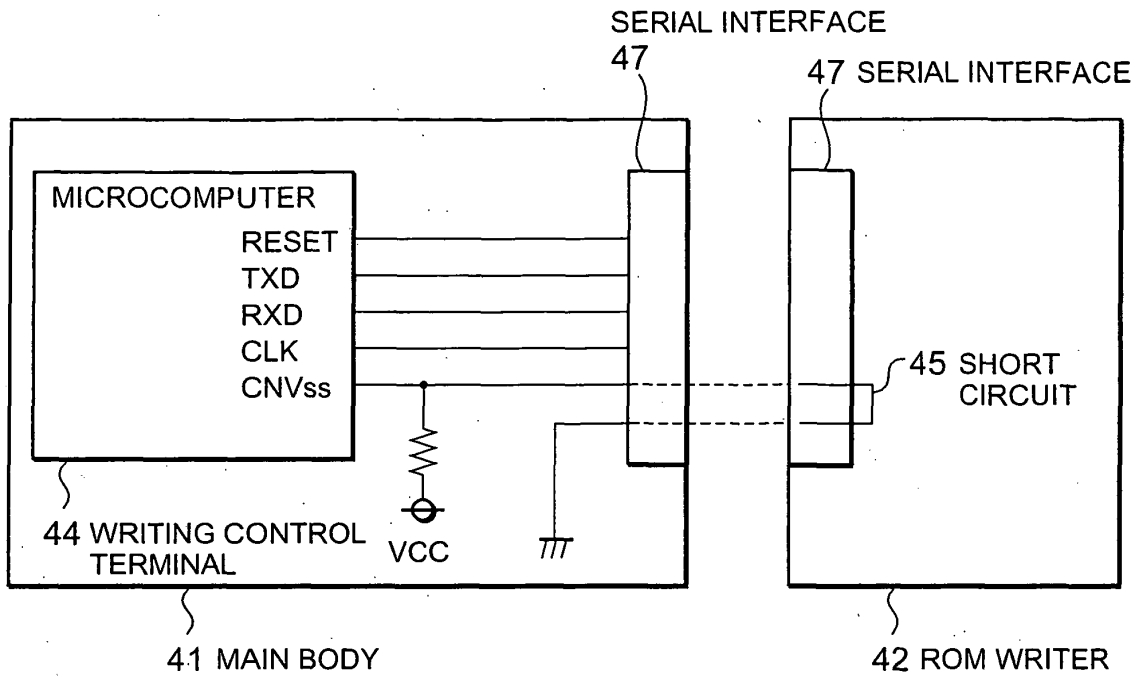 SERIAL INTERFACE
47
47 SERIAL INTERFACE
MICROCOMPUTER
RESET
TXD
RXD
CLK
CNVss
45 SHORT
CIRCUIT
44 WRITING CONTROL
TERMINAL
VCC
41 MAIN BODY
42 ROM WRITER